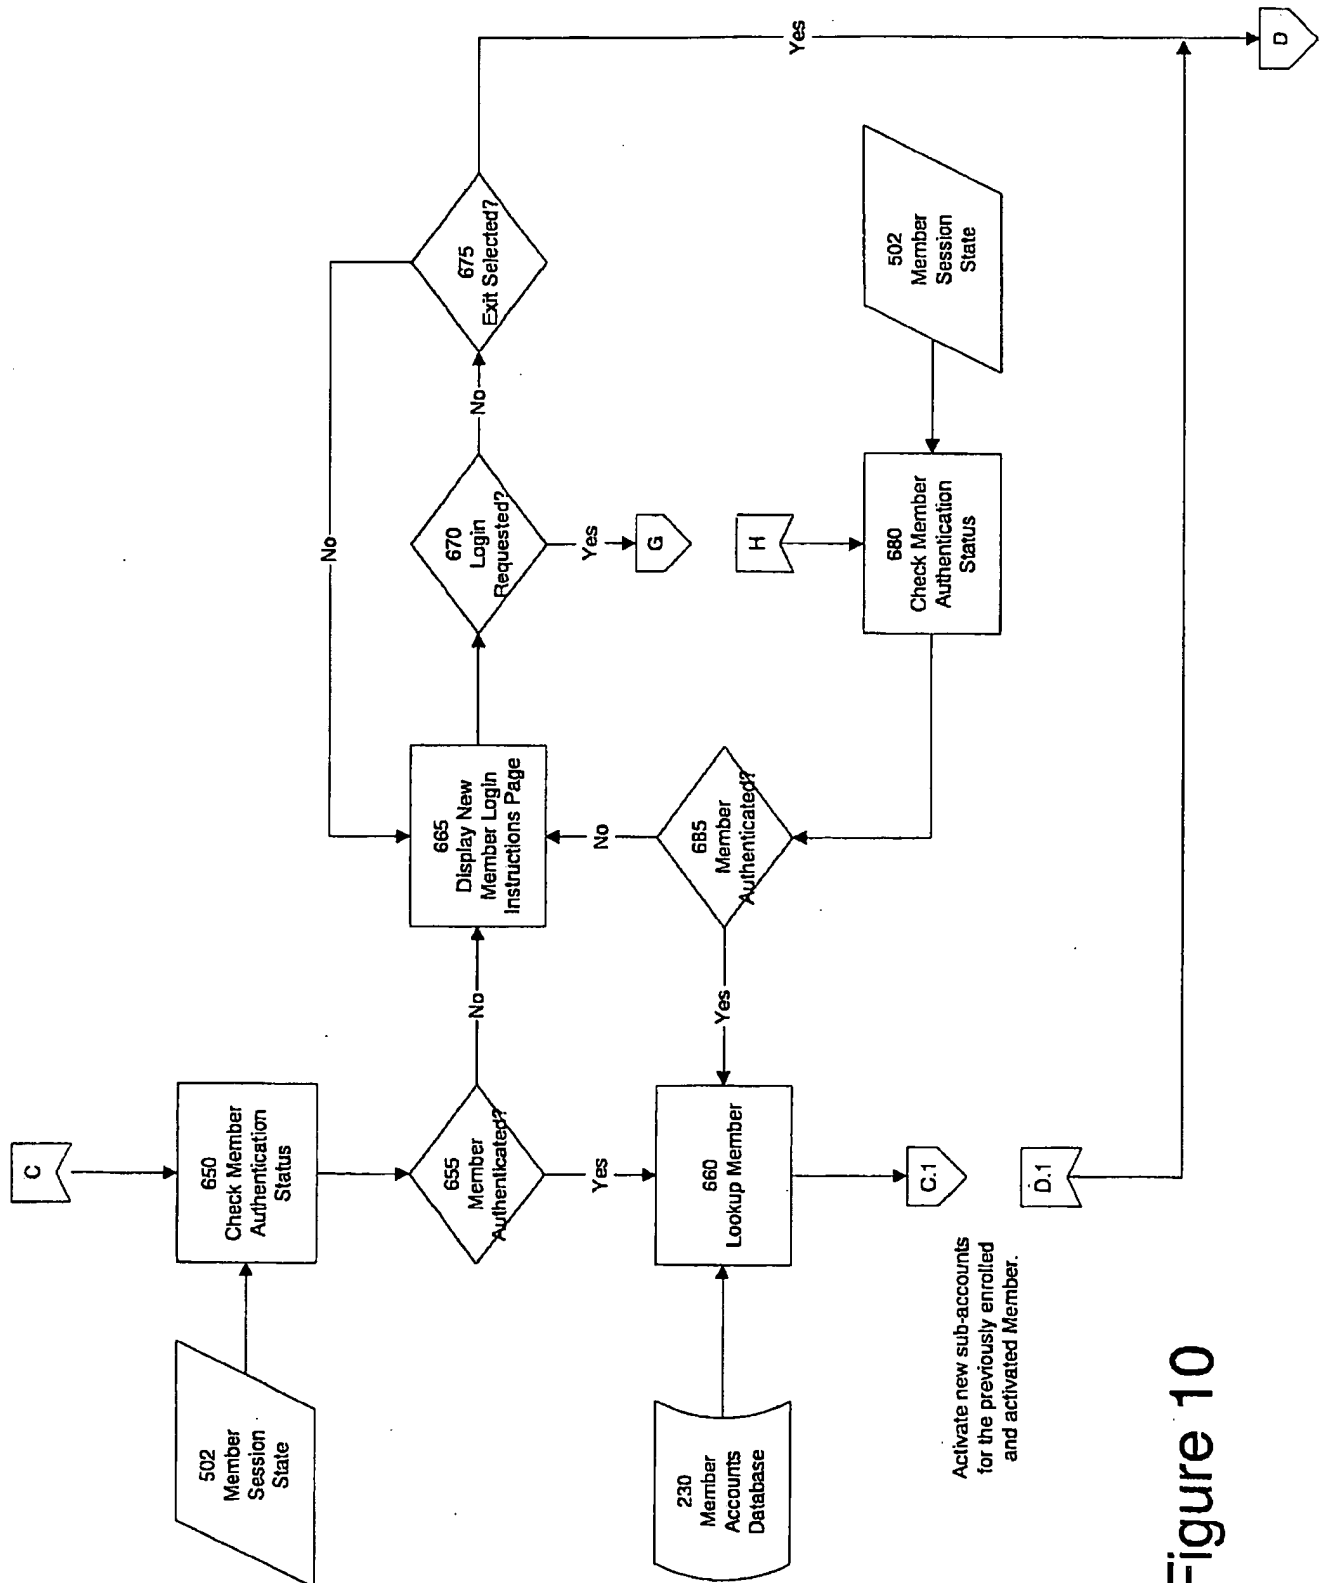 C
502
Member
Session
State
650
Check Member
Authentication
Status
655
Member
Authenticated?
No
Yes
665
Display New
Member Login
Instructions Page
670
Login
Requested?
No
Yes
G
675
Exit Selected?
No
Yes
D
230
Member
Accounts
Database
660
Lookup Member
Yes
685
Member
Authenticated?
No
H
680
Check Member
Authentication
Status
502
Member
Session
State
C.1
D.1
Activate new sub-accounts
for the previously enrolled
and activated Member.
Figure 10